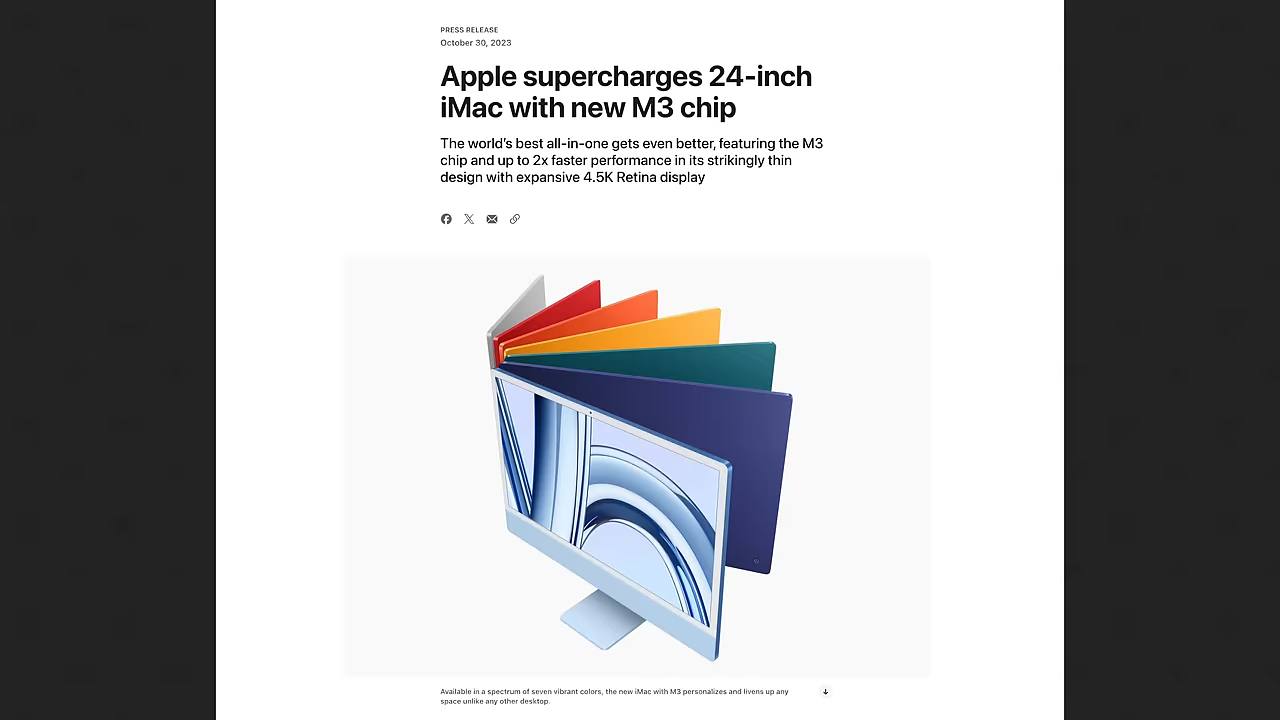 PRESS RELEASE
October 30, 2023
Apple supercharges 24-inch
iMac with new M3 chip
The world’s best all-in-one gets even better, featuring the M3
chip and up to 2x faster performance in its strikingly thin
design with expansive 4.5K Retina display
Available in a spectrum of seven vibrant colors, the new iMac with M3 personalizes and livens up any
space unlike any other desktop.